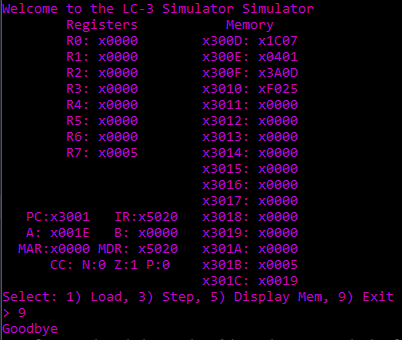 Welcome to the LC-3 Simulator Simulator
Registers Memory
R0: x0000 x300D: x1C07
R1: x0000 x300E: x0401
R2: x0000 x300F: x3A0D
R3: x0000 x3010: xF025
R4: x0000 x3011: x0000
R5: x0000 x3012: x0000
R6: x0000 x3013: x0000
R7: x0005 x3014: x0000
x3015: x0000
x3016: x0000
x3017: x0000
PC:x3001 IR:x5020 x3018: x0000
A: x001E B: x0000 x3019: x0000
MAR:x0000 MDR: x5020 x301A: x0000
CC: N:0 Z:1 P:0 x301B: x0005
x301C: x0019
Select: 1) Load, 3) Step, 5) Display Mem, 9) Exit
> 9
Goodbye